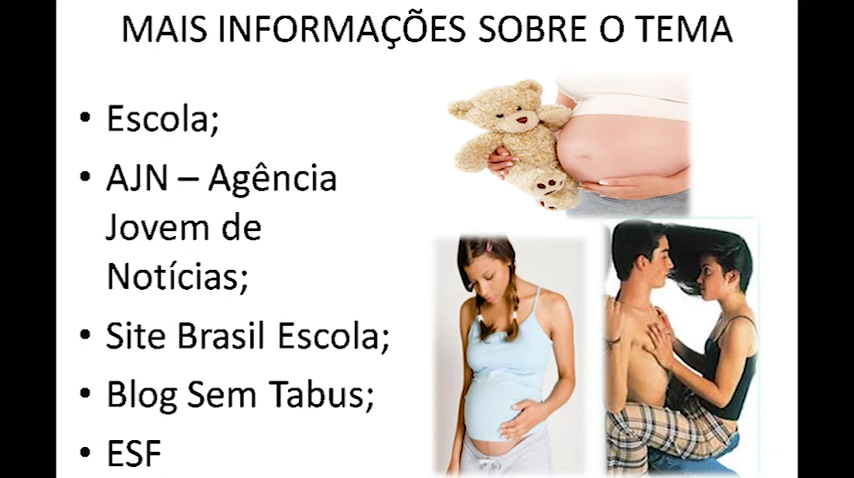 MAIS INFORMAÇÕES SOBRE O TEMA
• Escola;
• AJN – Agência
Jovem de
Notícias;
• Site Brasil Escola;
• Blog Sem Tabus;
• ESF